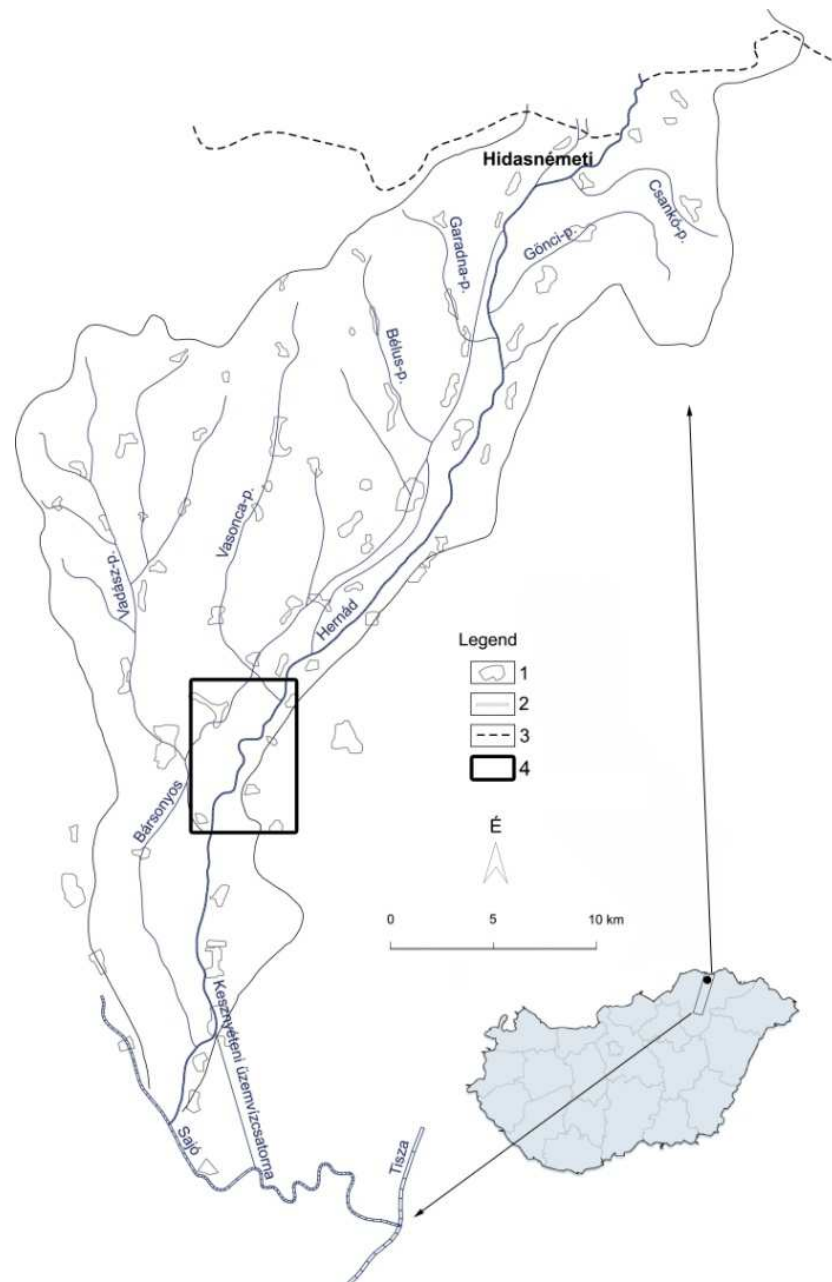 Hidasnémeti
Csankó-p.
Gönci-p.
Garadna-p.
Bélus-p.
Vasonca-p.
Vadász-p.
Hernád
Legend
1
2
3
4
Bársonyos
É
0 5 10 km
Kesznyéteni üzemvízcsatorna
Sajó
Tisza